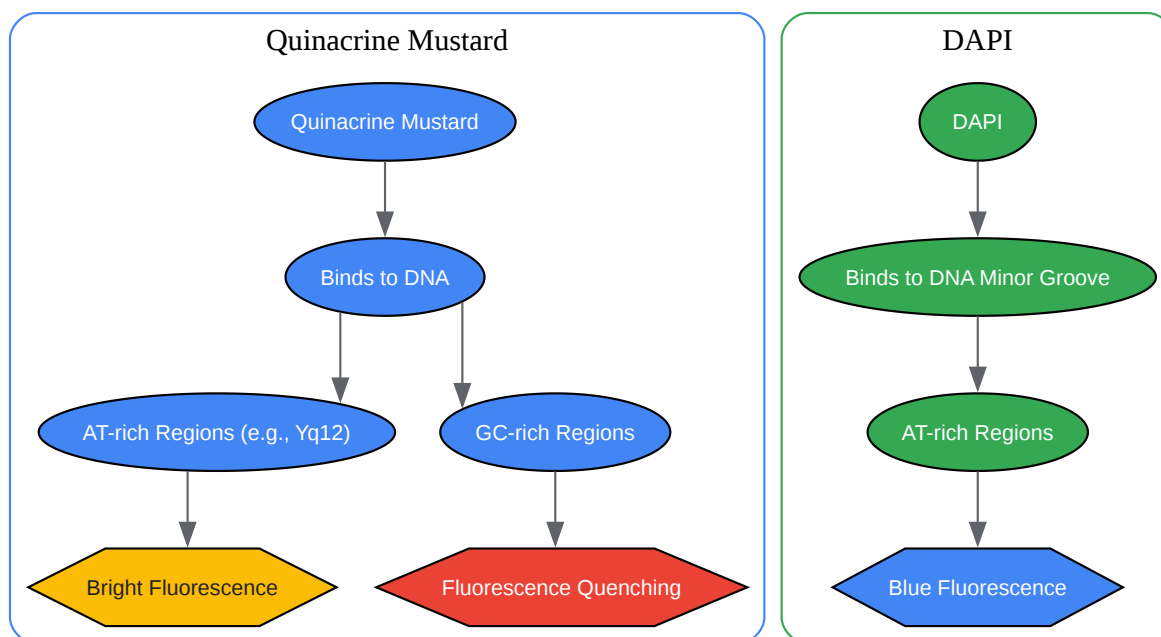 Quinacrine Mustard
Quinacrine Mustard
Binds to DNA
AT-rich Regions (e.g., Yq12)
GC-rich Regions
Bright Fluorescence
Fluorescence Quenching
DAPI
DAPI
Binds to DNA Minor Groove
AT-rich Regions
Blue Fluorescence